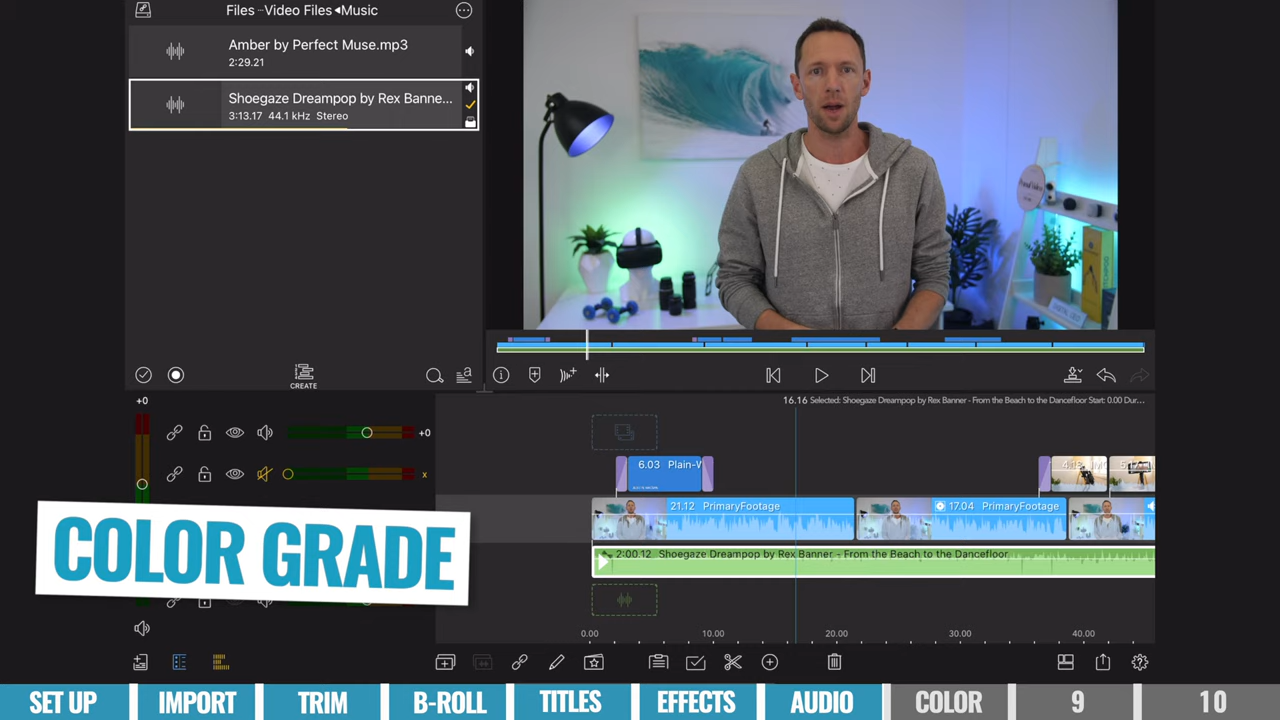 Files ··Video Files ◂Music
Amber by Perfect Muse.mp3
2:29.21
Shoegaze Dreampop by Rex Banne...
3:13.17 44.1 kHz Stereo
CREATE
+0
+0
x
16.16 Selected: Shoegaze Dreampop by Rex Banner - From the Beach to the Dancefloor Start: 0.00 Dur...
6.03 Plain-W
21.12 PrimaryFootage
17.04 PrimaryFootage
2:00.12 Shoegaze Dreampop by Rex Banner - From the Beach to the Dancefloor
0.00
10.00
20.00
30.00
40.00
COLOR GRADE
SET UP
IMPORT
TRIM
B-ROLL
TITLES
EFFECTS
AUDIO
COLOR
9
10